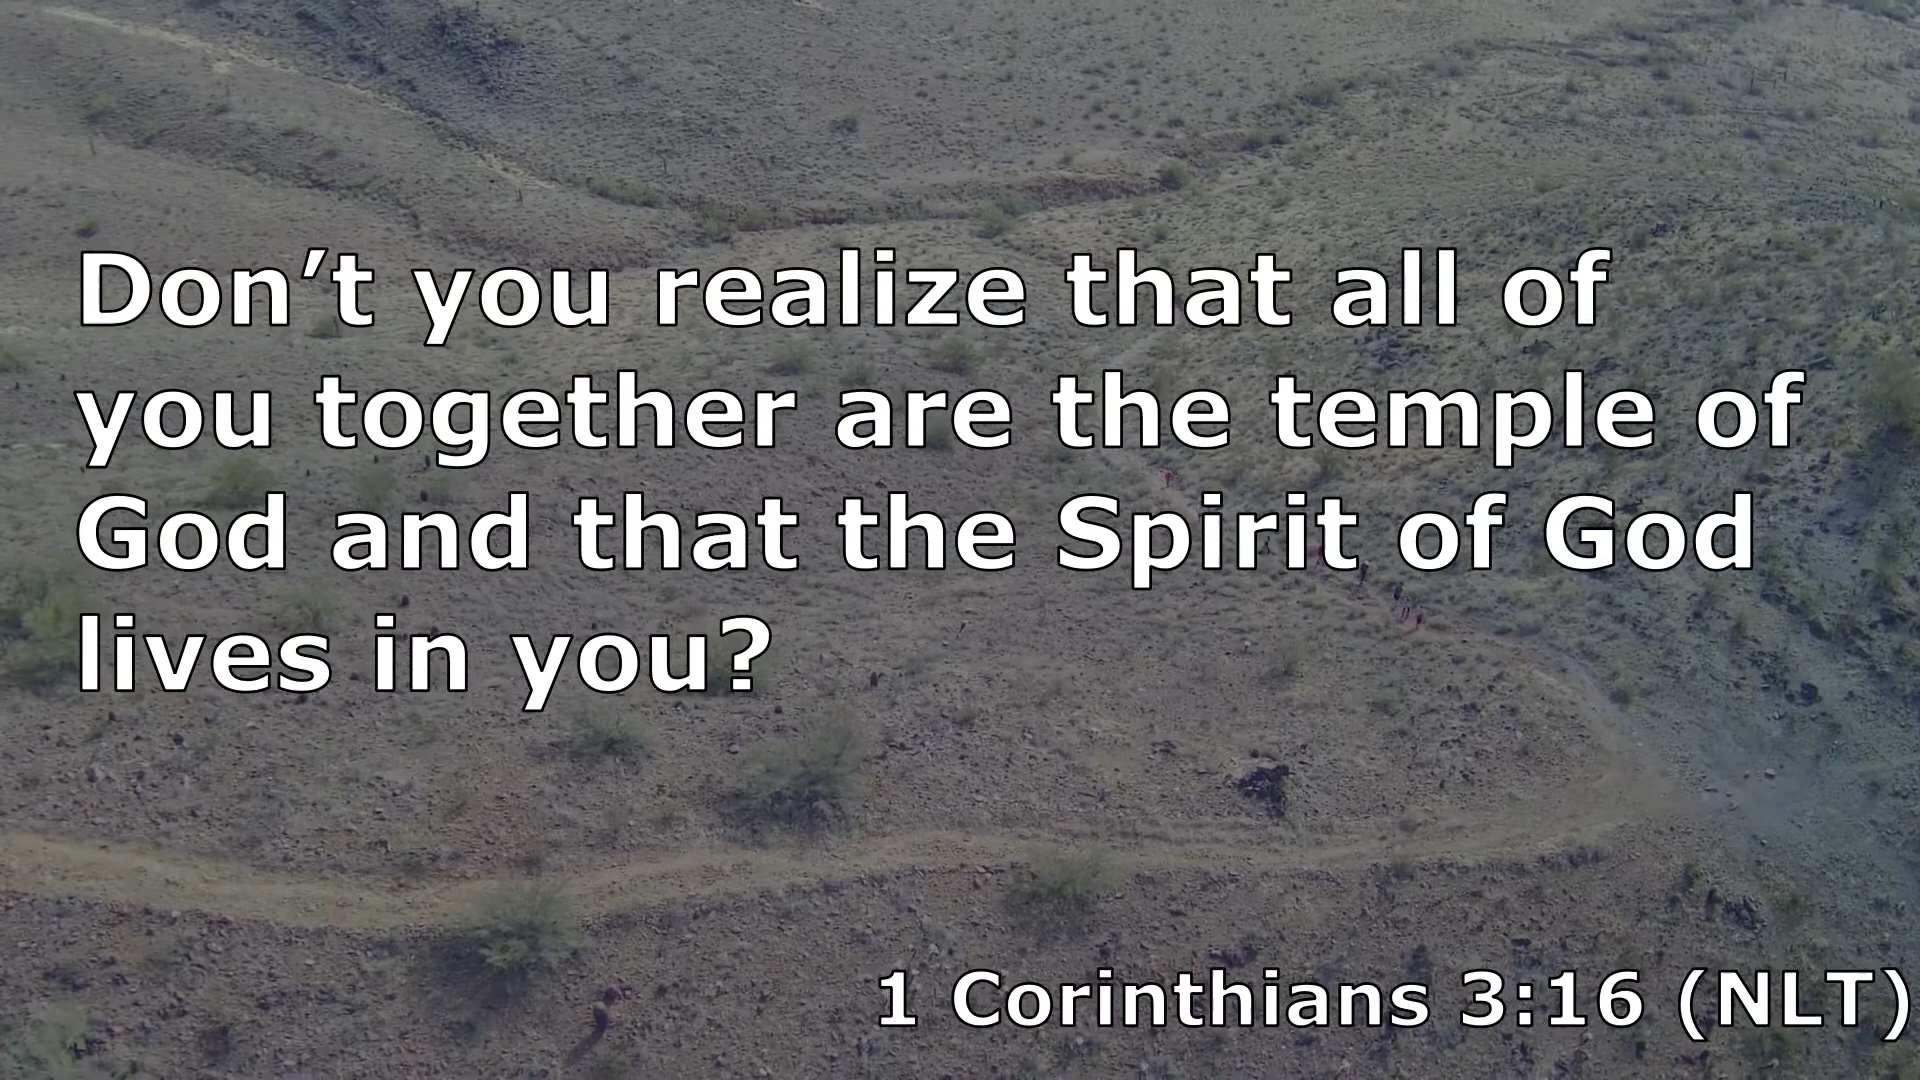 Don’t you realize that all of
you together are the temple of
God and that the Spirit of God
lives in you?
1 Corinthians 3:16 (NLT)